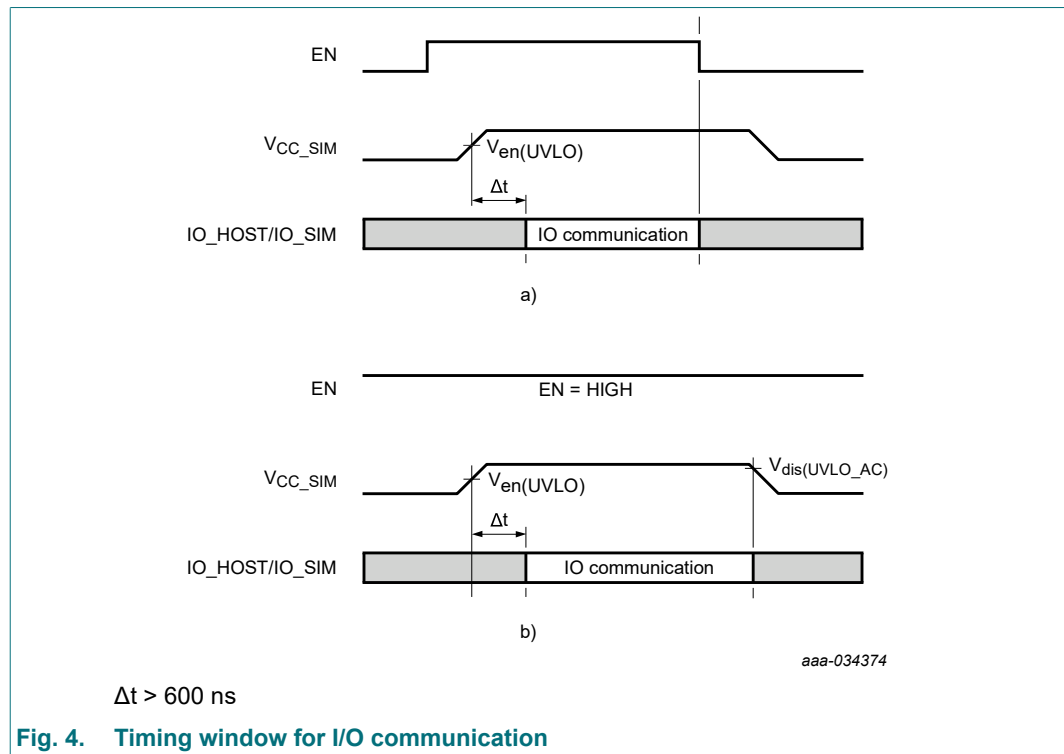 EN
VCC_SIM
Ven(UVLO)
Δt
IO_HOST/IO_SIM
IO communication
a)
EN
EN = HIGH
VCC_SIM
Ven(UVLO)
Vdis(UVLO_AC)
Δt
IO_HOST/IO_SIM
IO communication
b)
aaa-034374
Δt > 600 ns
Fig. 4. Timing window for I/O communication